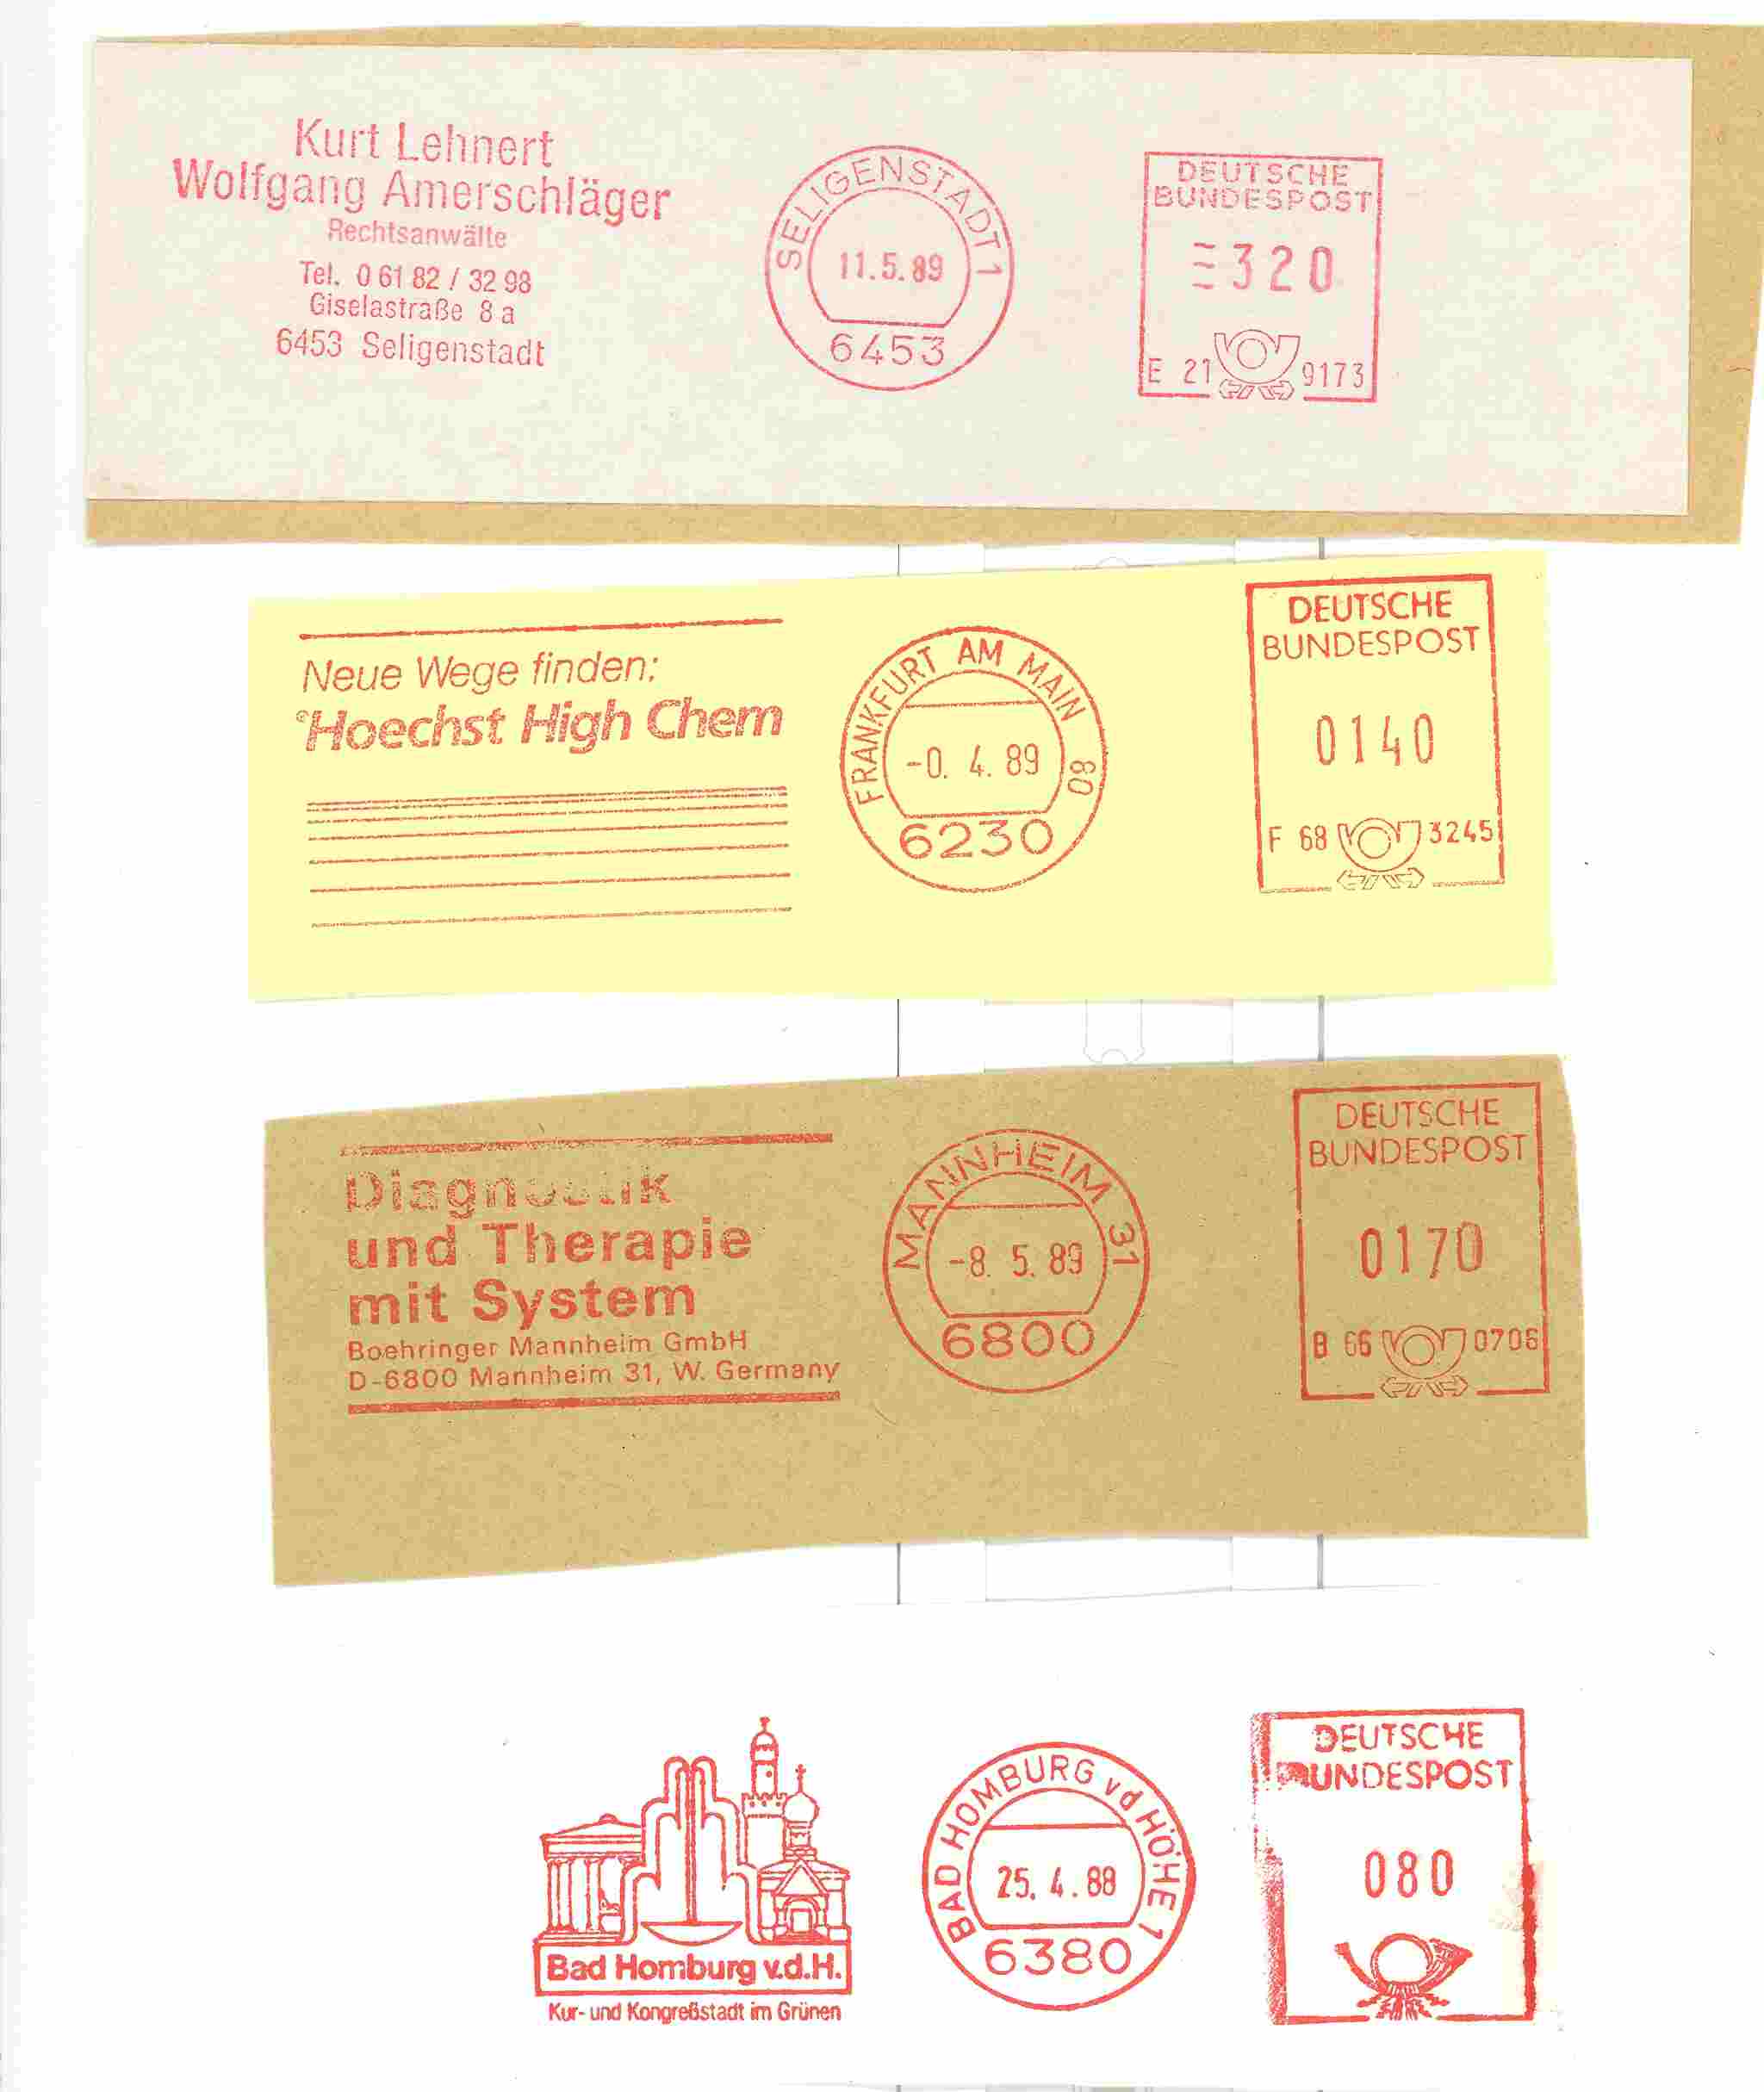 Kurt Lehnert
Wolfgang Amerschläger
Rechtsanwälte
Tel. 0 61 82 / 32 98
Giselastraße 8 a
6453 Seligenstadt
SELIGENSTADT 1
11.5.89
6453
DEUTSCHE
BUNDESPOST
320
E 21 9173
Neue Wege finden:
Hoechst High Chem
FRANKFURT AM MAIN 80
-0. 4. 89
6230
DEUTSCHE
BUNDESPOST
0140
F 68 3245
Diagnostik
und Therapie
mit System
Boehringer Mannheim GmbH
D-6800 Mannheim 31, W. Germany
MANNHEIM 31
-8. 5. 89
6800
DEUTSCHE
BUNDESPOST
0170
B 66 0706
Bad Homburg v.d.H.
Kur- und Kongreßstadt im Grünen
BAD HOMBURG vd HÖHE 1
25. 4. 88
6380
DEUTSCHE
BUNDESPOST
080